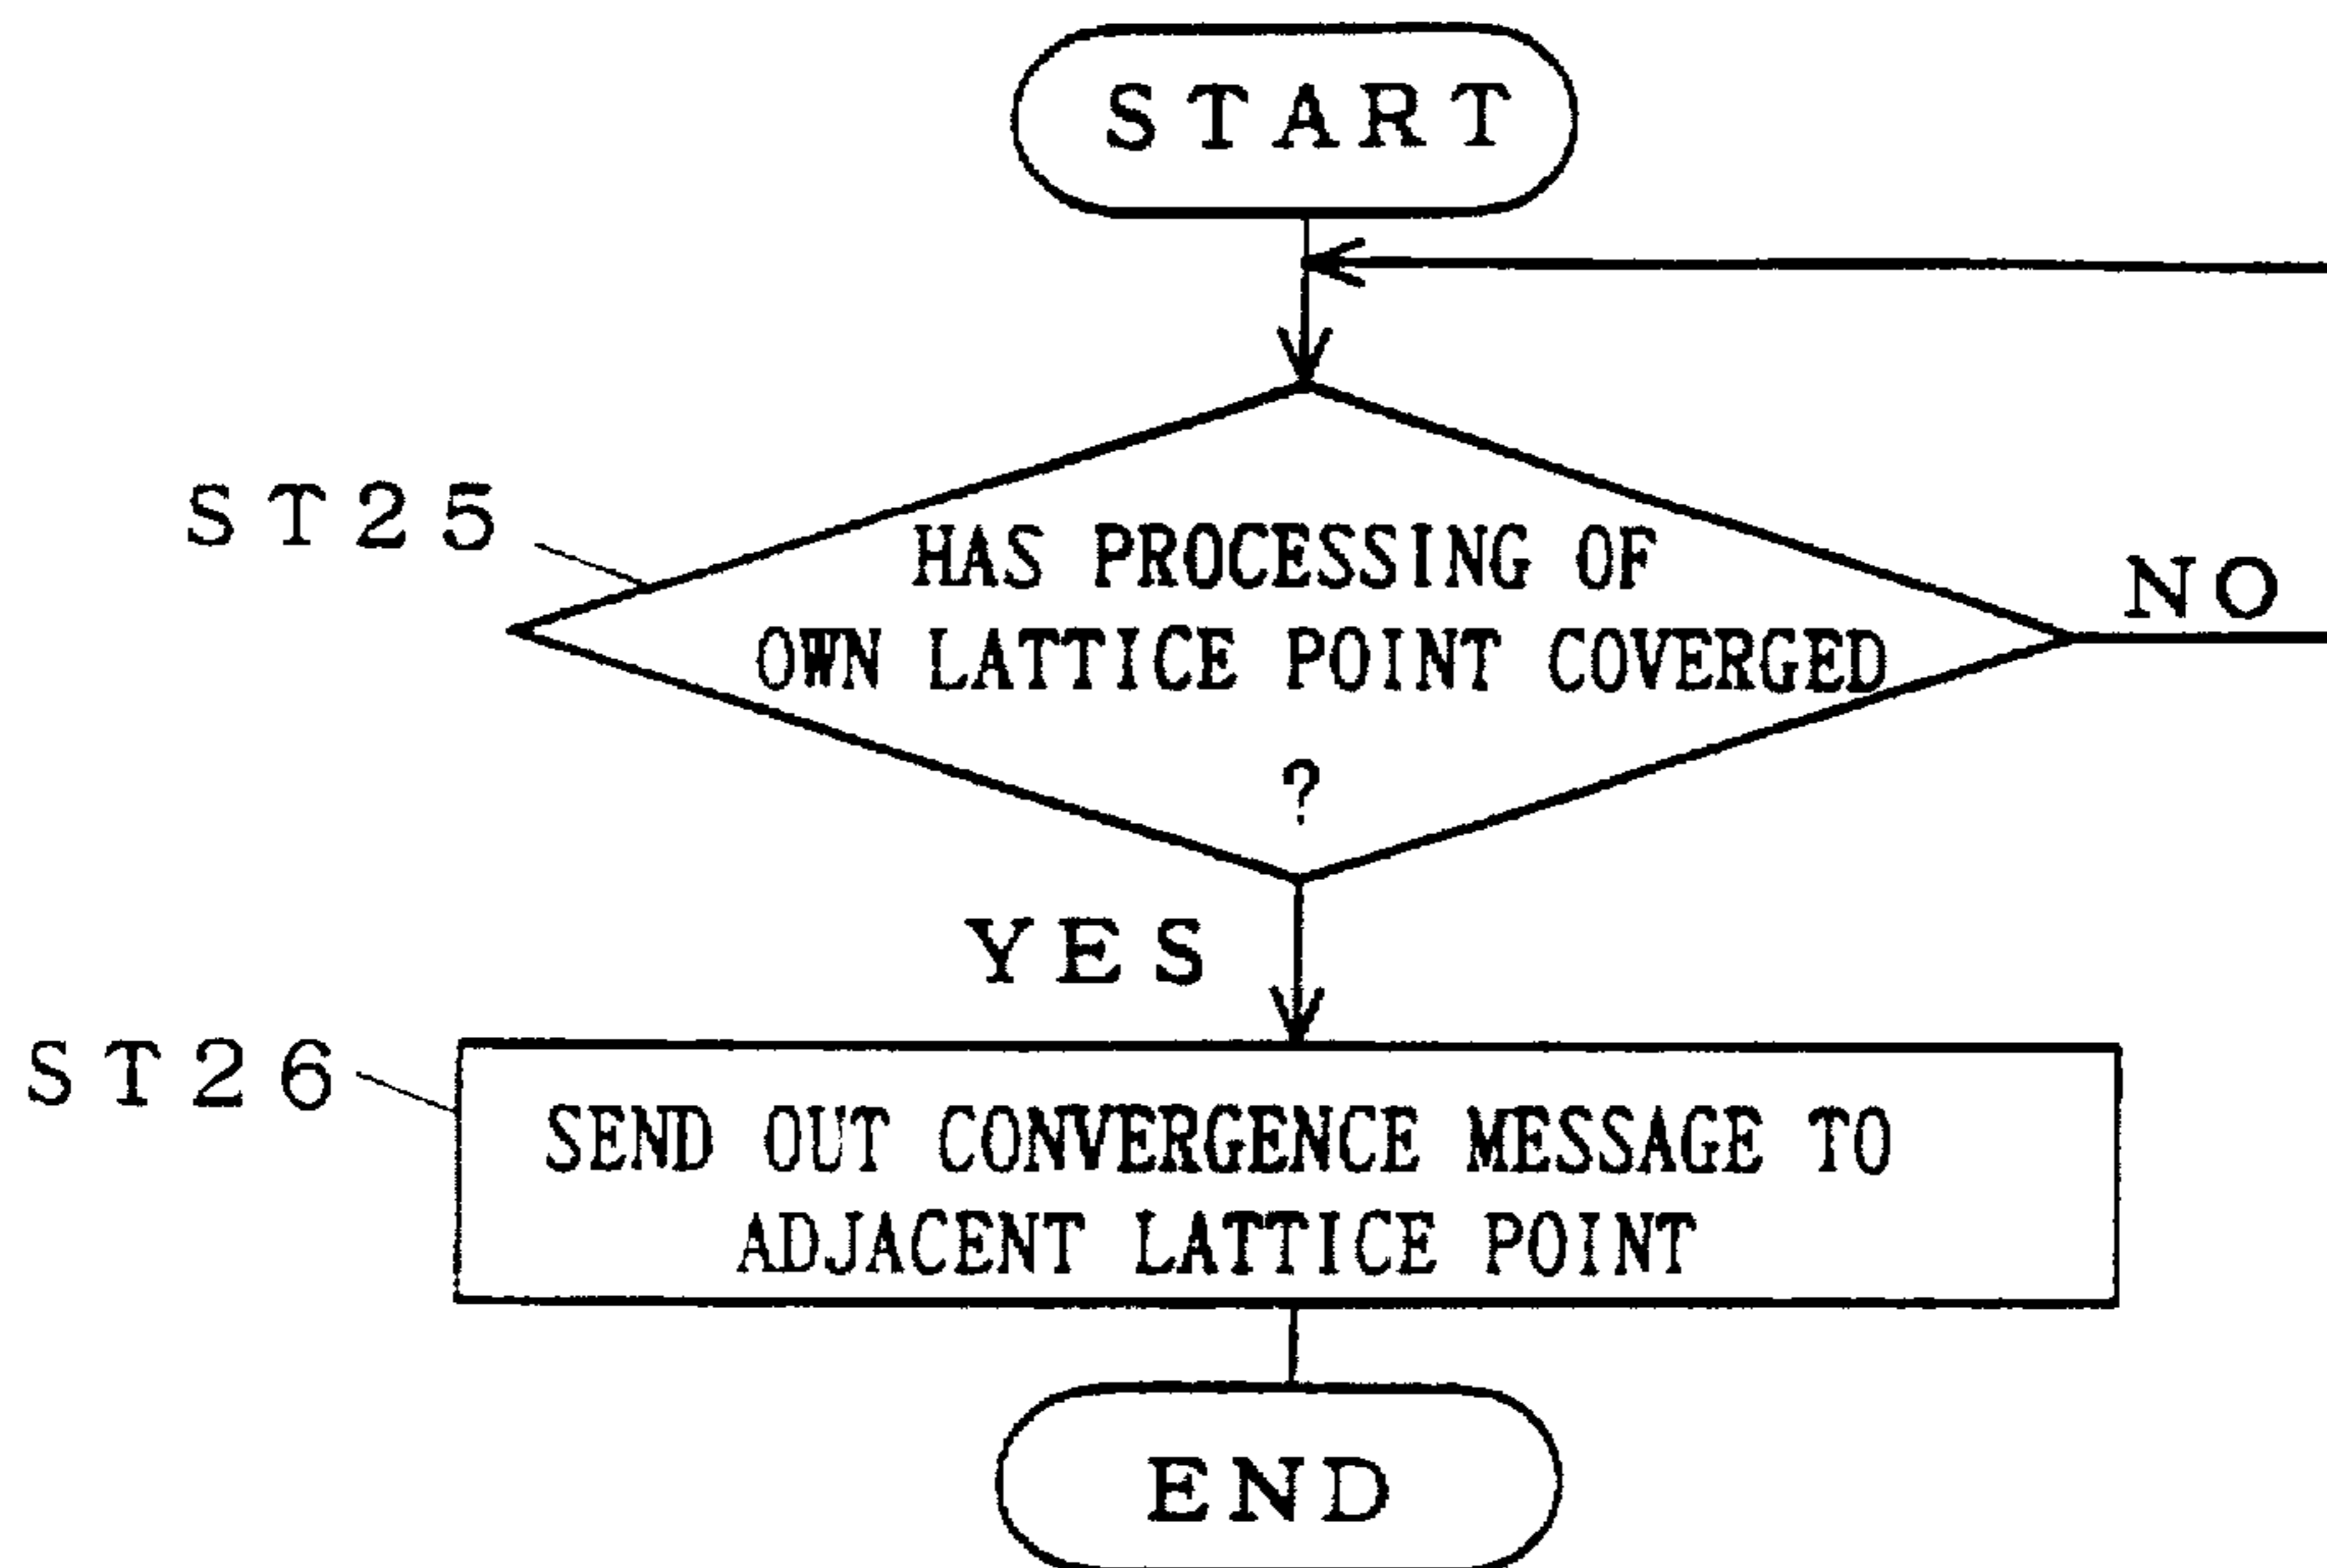 START
ST25
HAS PROCESSING OF
OWN LATTICE POINT COVERGED
?
NO
YES
ST26
SEND OUT CONVERGENCE MESSAGE TO
ADJACENT LATTICE POINT
END